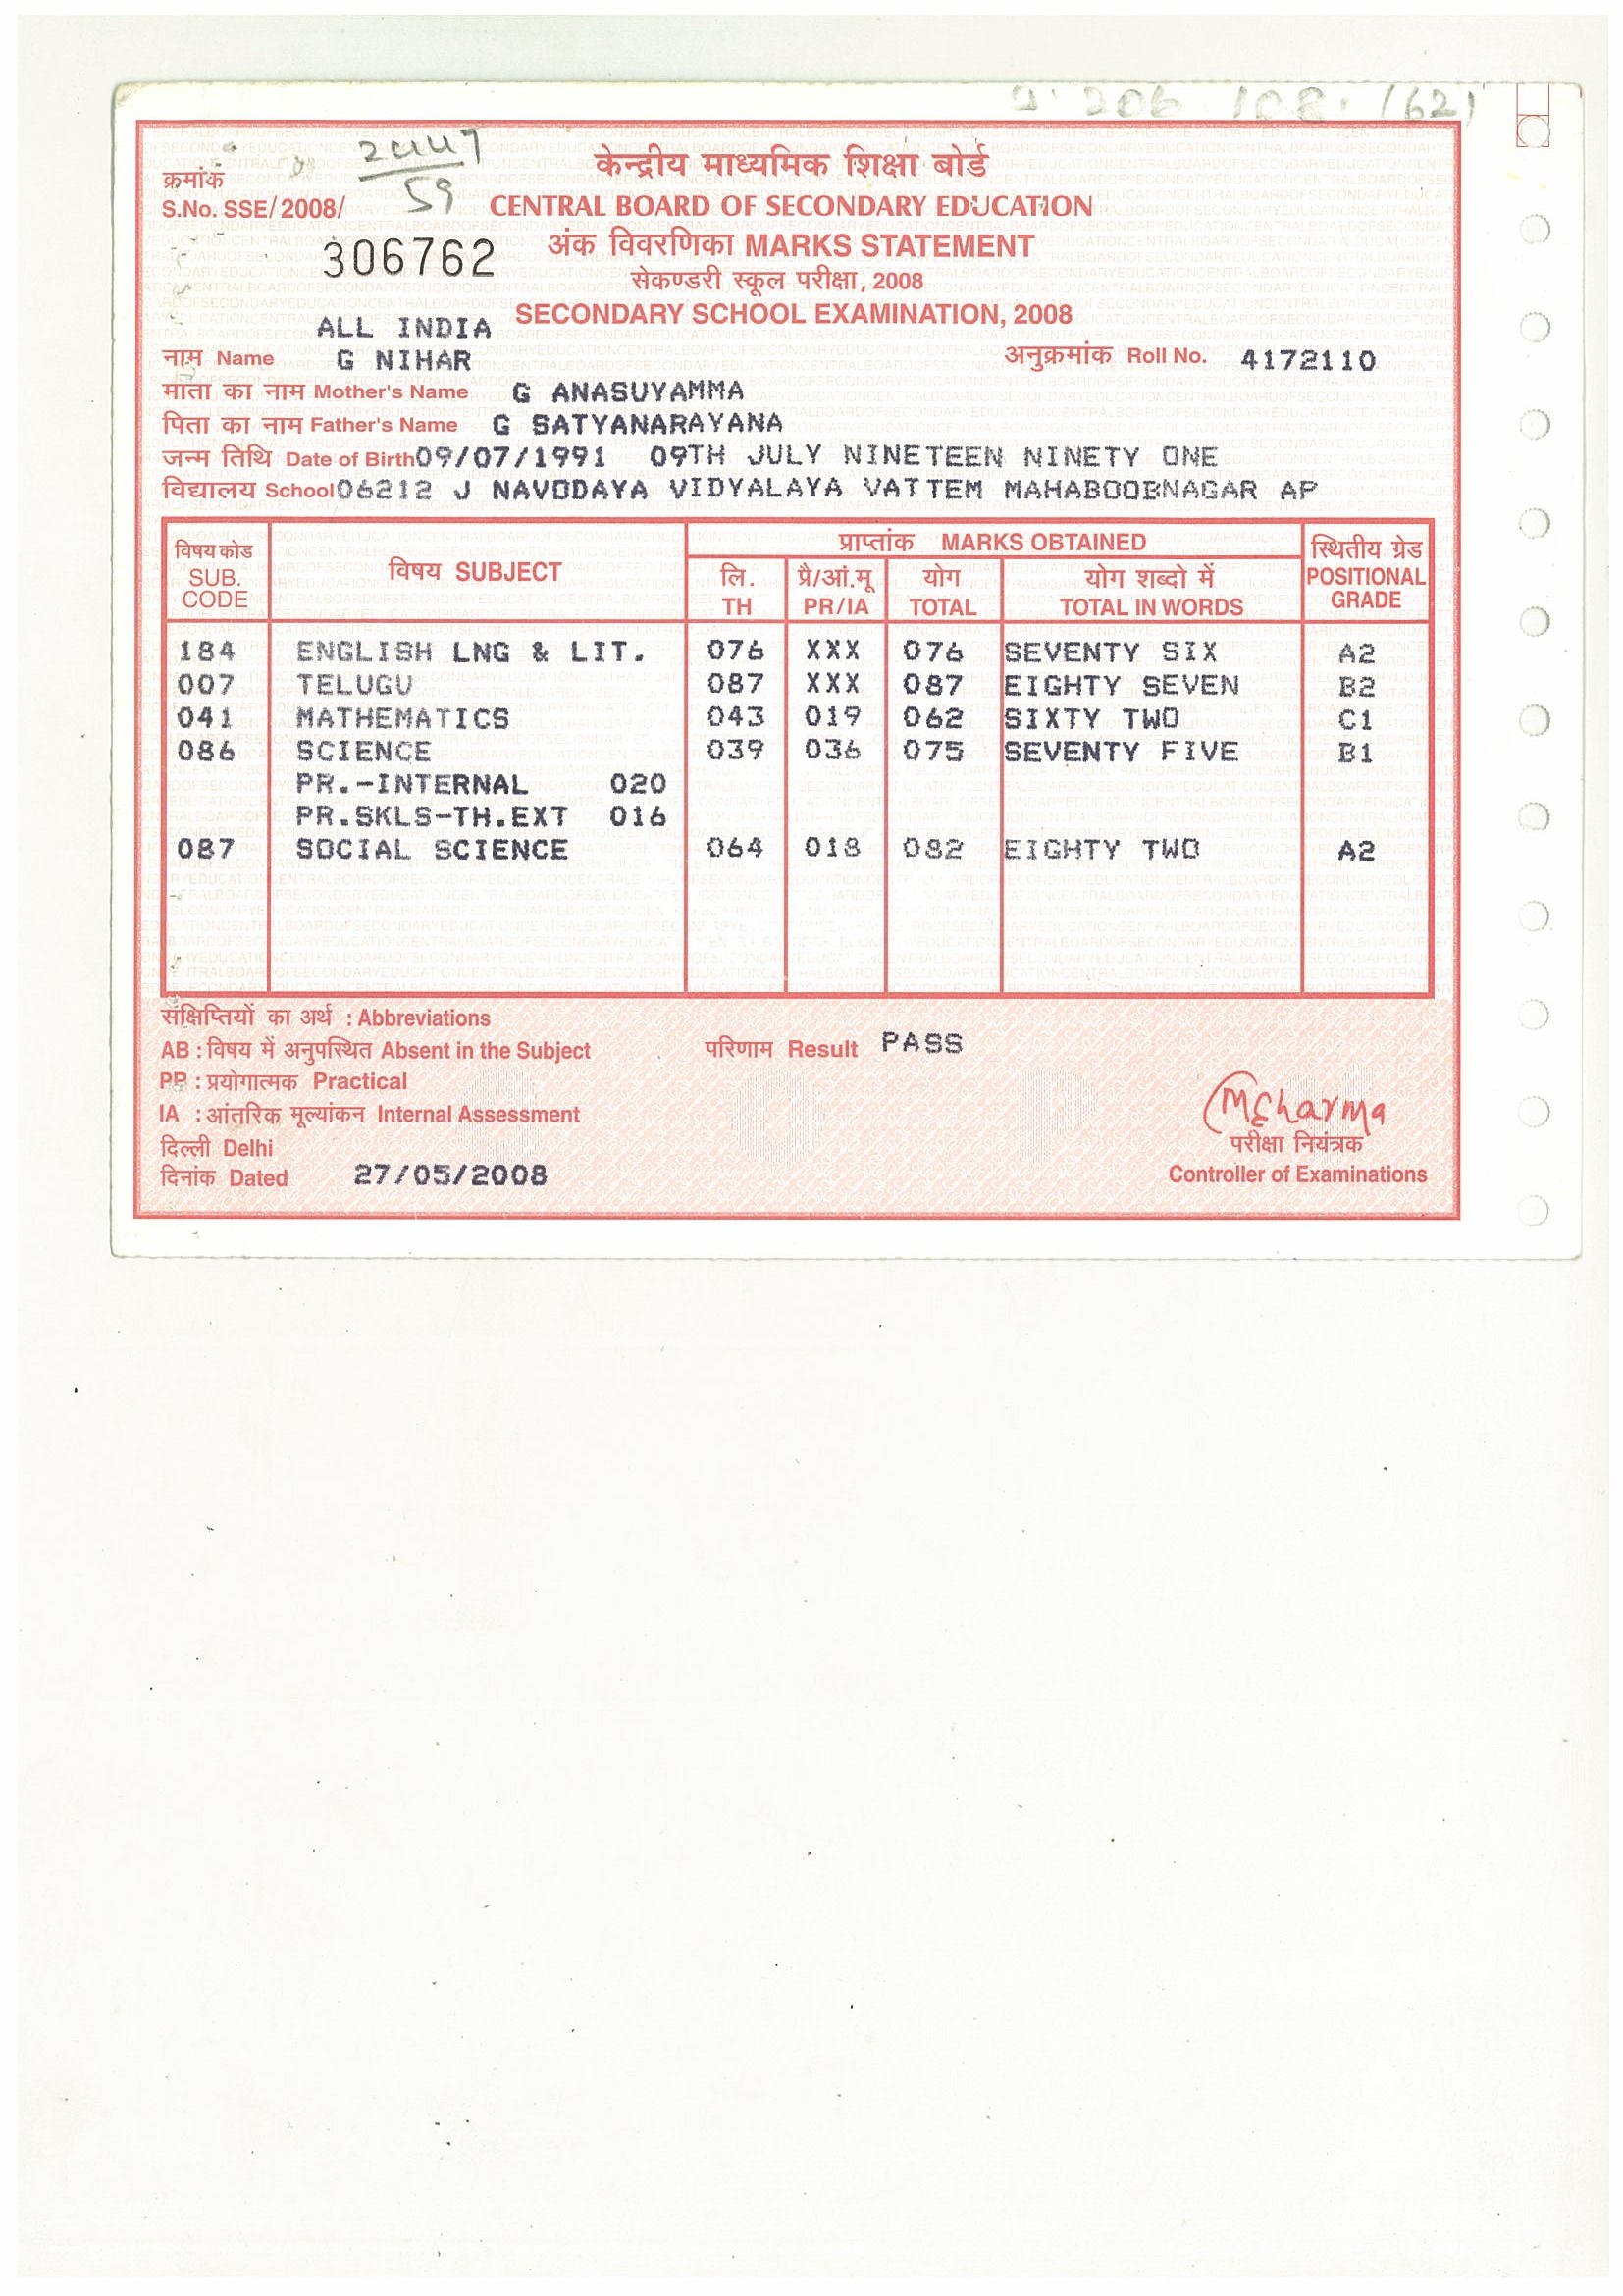 2447
59
क्रमांक
S.No. SSE/2008/
306762
केन्द्रीय माध्यमिक शिक्षा बोर्ड
CENTRAL BOARD OF SECONDARY EDUCATION
अंक विवरणिका MARKS STATEMENT
सेकण्डरी स्कूल परीक्षा, 2008
SECONDARY SCHOOL EXAMINATION, 2008
ALL INDIA
नाम Name G NIHAR अनुक्रमांक Roll No. 4172110
माता का नाम Mother's Name G ANASUYAMMA
पिता का नाम Father's Name G SATYANARAYANA
जन्म तिथि Date of Birth 09/07/1991 09TH JULY NINETEEN NINETY ONE
विद्यालय School 06212 J NAVODAYA VIDYALAYA VATTEM MAHABOOBNAGAR AP
विषय कोड SUB. CODE विषय SUBJECT प्राप्तांक MARKS OBTAINED स्थितीय ग्रेड POSITIONAL GRADE
लि. TH प्रै/आं.मू PR/IA योग TOTAL योग शब्दो में TOTAL IN WORDS
184 ENGLISH LNG & LIT. 076 XXX 076 SEVENTY SIX A2
007 TELUGU 087 XXX 087 EIGHTY SEVEN B2
041 MATHEMATICS 043 019 062 SIXTY TWO C1
086 SCIENCE 039 036 075 SEVENTY FIVE B1
PR.-INTERNAL 020
PR.SKLS-TH.EXT 016
087 SOCIAL SCIENCE 064 018 082 EIGHTY TWO A2
संक्षिप्तियों का अर्थ : Abbreviations
AB : विषय में अनुपस्थित Absent in the Subject परिणाम Result PASS
PR : प्रयोगात्मक Practical
IA : आंतरिक मूल्यांकन Internal Assessment
दिल्ली Delhi परीक्षा नियंत्रक
दिनांक Dated 27/05/2008 Controller of Examinations